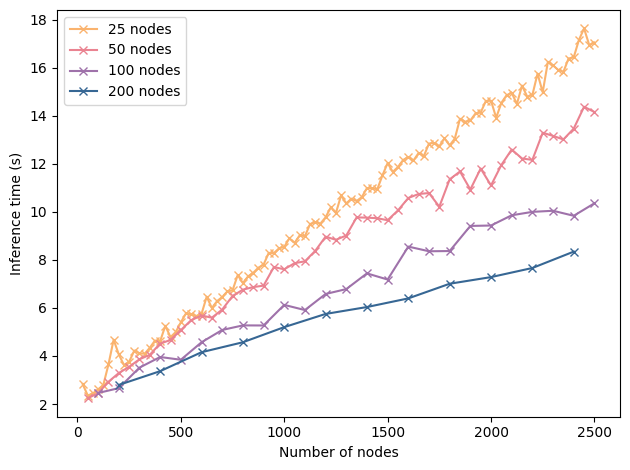 18
16
14
12
10
8
6
4
2
Inference time (s)
25 nodes
50 nodes
100 nodes
200 nodes
0 500 1000 1500 2000 2500
Number of nodes